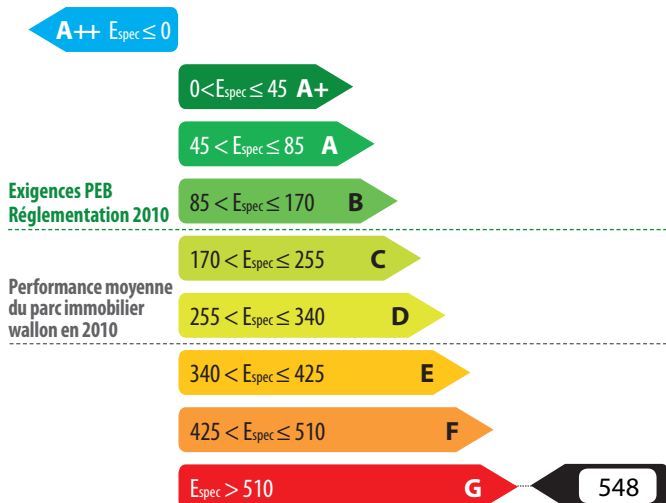 A++ Espec ≤ 0
0<Espec ≤ 45 A+
45 < Espec ≤ 85 A
Exigences PEB
Réglementation 2010
85 < Espec ≤ 170 B
170 < Espec ≤ 255 C
Performance moyenne
du parc immobilier
wallon en 2010
255 < Espec ≤ 340 D
340 < Espec ≤ 425 E
425 < Espec ≤ 510 F
Espec > 510 G
548